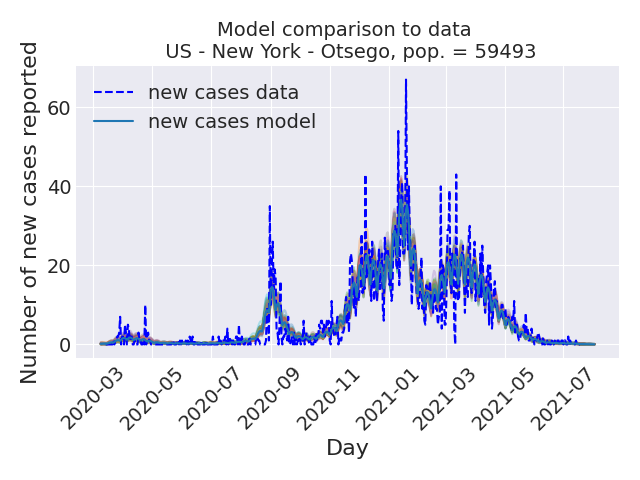 Model comparison to data
US - New York - Otsego, pop. = 59493
Number of new cases reported
60
40
20
0
new cases data
new cases model
2020-03
2020-05
2020-07
2020-09
2020-11
2021-01
2021-03
2021-05
2021-07
Day